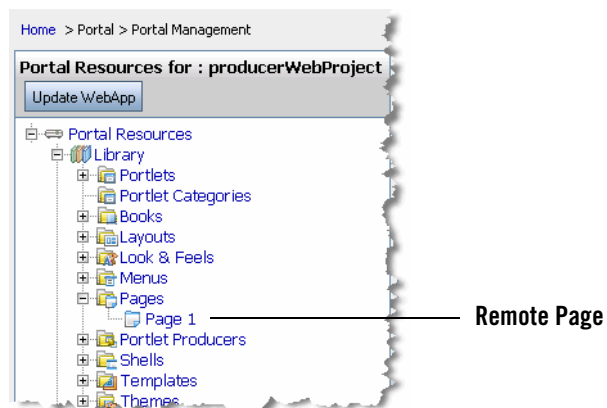 Home > Portal > Portal Management
Portal Resources for : producerWebProject
Update WebApp
Portal Resources
Library
Portlets
Portlet Categories
Books
Layouts
Look & Feels
Menus
Pages
Page 1
Remote Page
Portlet Producers
Shells
Templates
Themes